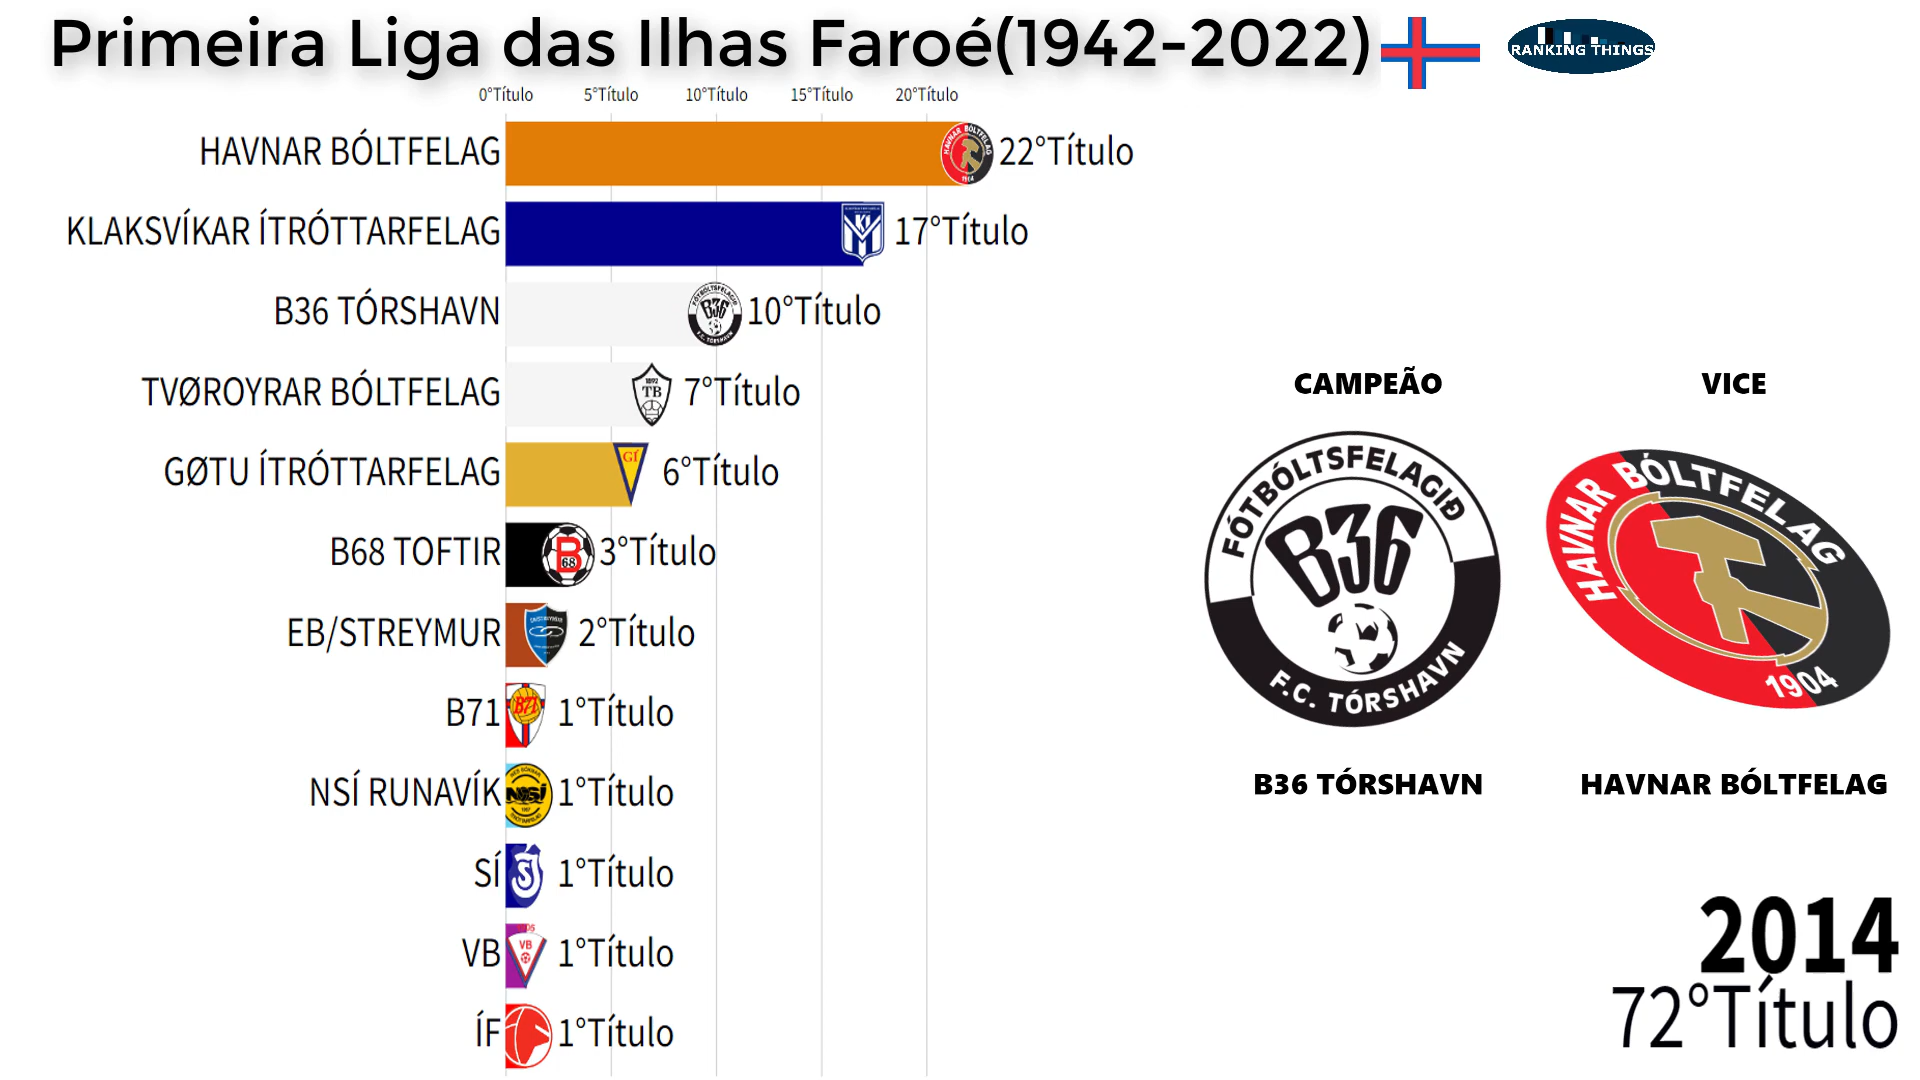 Primeira Liga das Ilhas Faroé(1942-2022)
RANKING THINGS
0°Título 5°Título 10°Título 15°Título 20°Título
HAVNAR BÓLTFELAG 22°Título
KLAKSVÍKAR ÍTRÓTTARFELAG 17°Título
B36 TÓRSHAVN 10°Título
TVØROYRAR BÓLTFELAG 7°Título
GØTU ÍTRÓTTARFELAG 6°Título
B68 TOFTIR 3°Título
EB/STREYMUR 2°Título
B71 1°Título
NSÍ RUNAVÍK 1°Título
SÍ 1°Título
VB 1°Título
ÍF 1°Título
CAMPEÃO VICE
FÓTBÓLTSFELAGIÐ
B36
F.C. TÓRSHAVN
HAVNAR BÓLTFELAG
1904
B36 TÓRSHAVN HAVNAR BÓLTFELAG
2014
72°Título